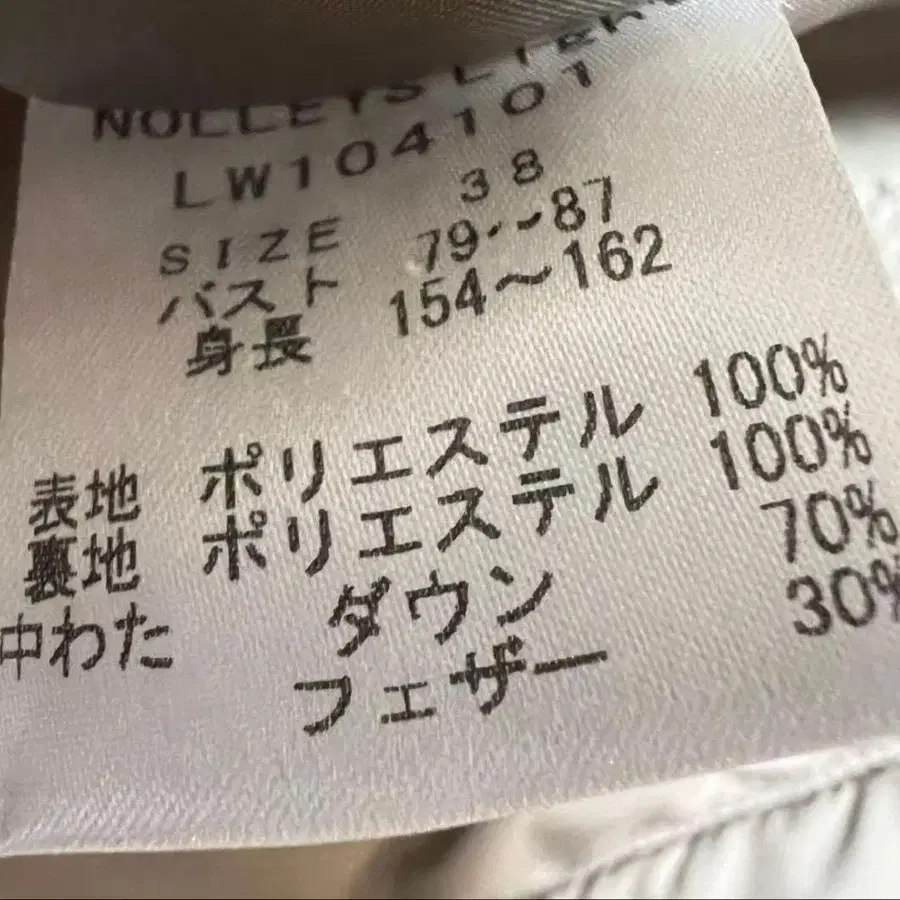 NOLLEYS
LW104101
SIZE 38
バスト 79~87
身長 154~162
表地 ポリエステル 100%
裏地 ポリエステル 100%
中わた ダウン 70%
フェザー 30%